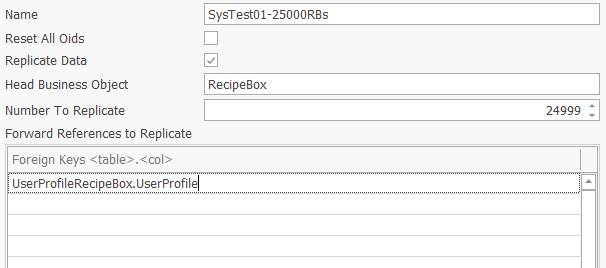 Name SysTest01-25000RBs
Reset All Oids
Replicate Data
Head Business Object RecipeBox
Number To Replicate 24999
Forward References to Replicate
Foreign Keys <table>.<col>
UserProfileRecipeBox.UserProfile